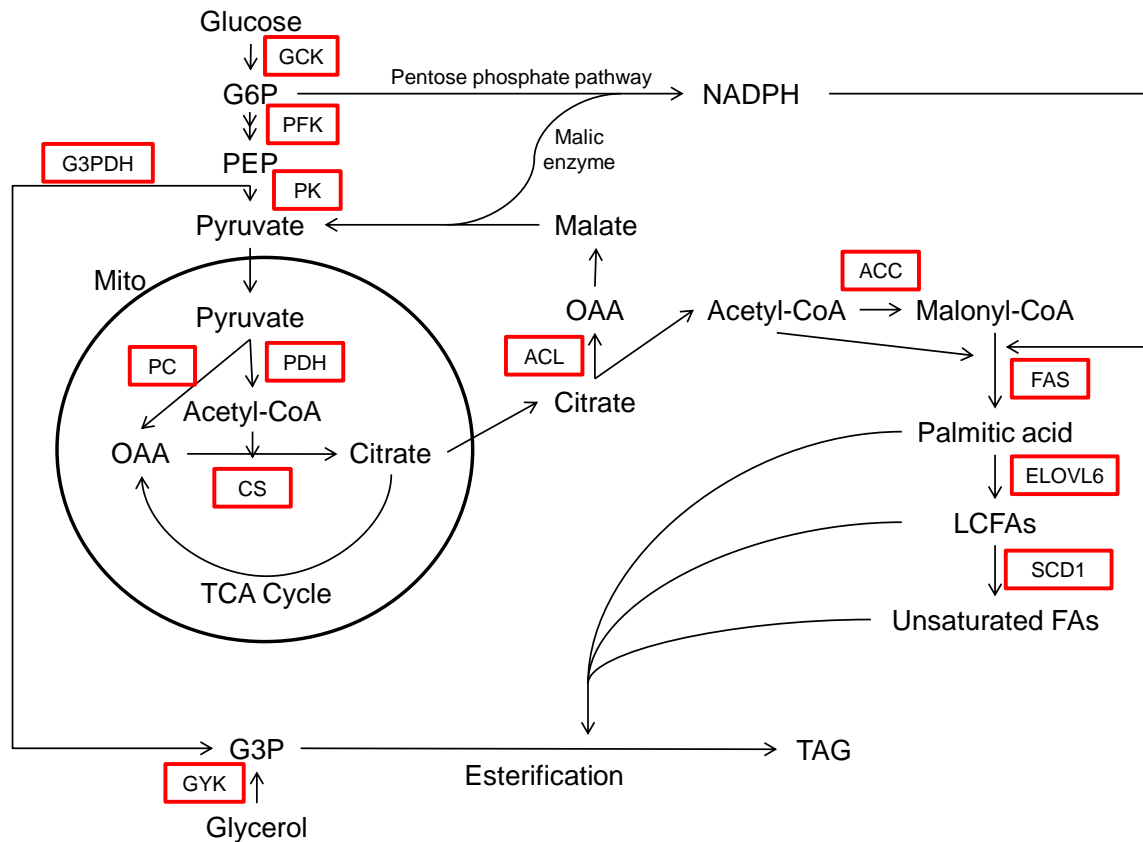 Glucose
GCK
Pentose phosphate pathway
G6P
NADPH
PFK
Malic
enzyme
G3PDH
PEP
PK
Pyruvate
Malate
Mito
ACC
Pyruvate
OAA
Acetyl-CoA
Malonyl-CoA
PC
PDH
ACL
FAS
Acetyl-CoA
Citrate
Palmitic acid
OAA
Citrate
ELOVL6
CS
LCFAs
SCD1
TCA Cycle
Unsaturated FAs
G3P
TAG
Esterification
GYK
Glycerol